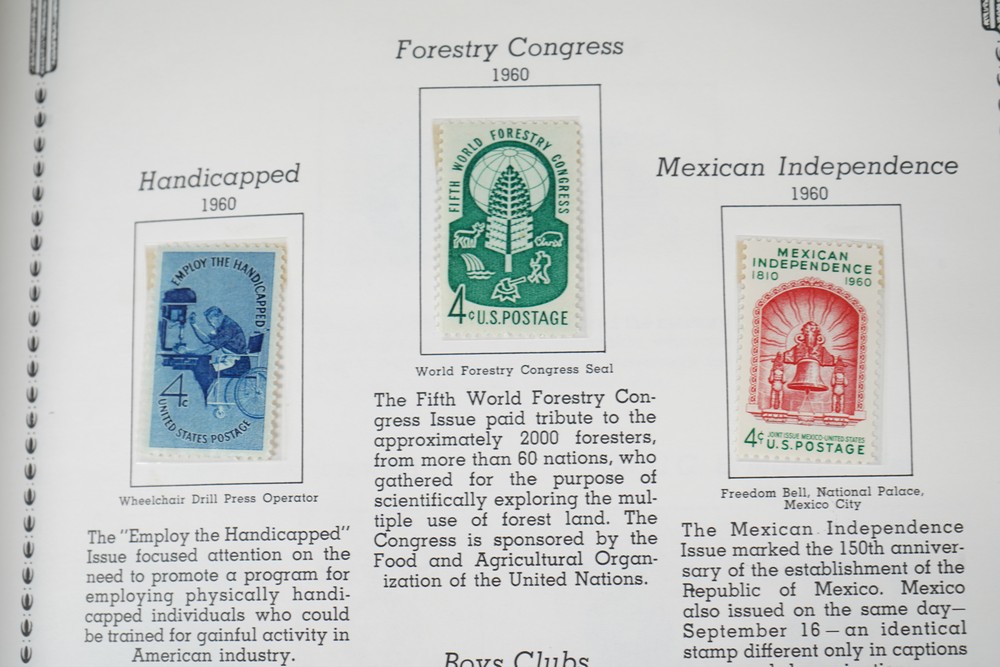 Forestry Congress
1960
FIFTH WORLD FORESTRY CONGRESS
4¢ U.S. POSTAGE
World Forestry Congress Seal
The Fifth World Forestry Con-
gress Issue paid tribute to the
approximately 2000 foresters,
from more than 60 nations, who
gathered for the purpose of
scientifically exploring the mul-
tiple use of forest land. The
Congress is sponsored by the
Food and Agricultural Organ-
ization of the United Nations.
Handicapped
1960
EMPLOY THE HANDICAPPED
4c
UNITED STATES POSTAGE
Wheelchair Drill Press Operator
The "Employ the Handicapped"
Issue focused attention on the
need to promote a program for
employing physically handi-
capped individuals who could
be trained for gainful activity in
American industry.
Mexican Independence
1960
MEXICAN
INDEPENDENCE
1810 1960
JOINT ISSUE MEXICO-UNITED STATES
4¢ U.S. POSTAGE
Freedom Bell, National Palace,
Mexico City
The Mexican Independence
Issue marked the 150th anniver-
sary of the establishment of the
Republic of Mexico. Mexico
also issued on the same day—
September 16 — an identical
stamp different only in captions
Boys Clubs